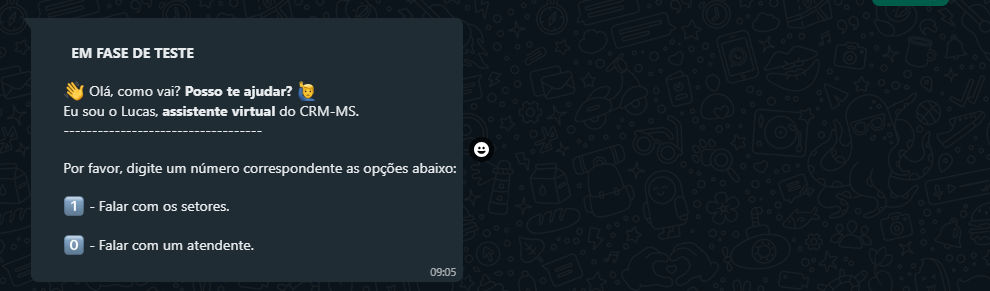 EM FASE DE TESTE
👋 Olá, como vai? Posso te ajudar? 🙋‍♂️
Eu sou o Lucas, assistente virtual do CRM-MS.
-----------------------------------
Por favor, digite um número correspondente as opções abaixo:
1️⃣ - Falar com os setores.
0️⃣ - Falar com um atendente.
09:05